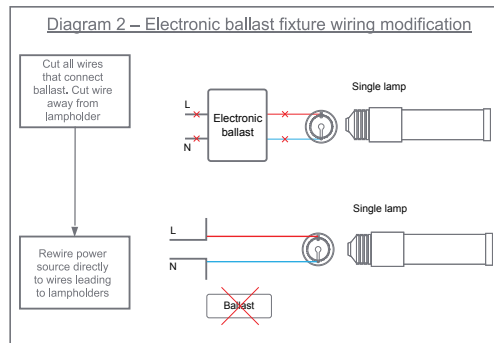 Diagram 2 – Electronic ballast fixture wiring modification
Cut all wires
that connect
ballast. Cut wire
away from
lampholder
L
N
Electronic
ballast
Single lamp
Rewire power
source directly
to wires leading
to lampholders
L
N
Ballast
Single lamp